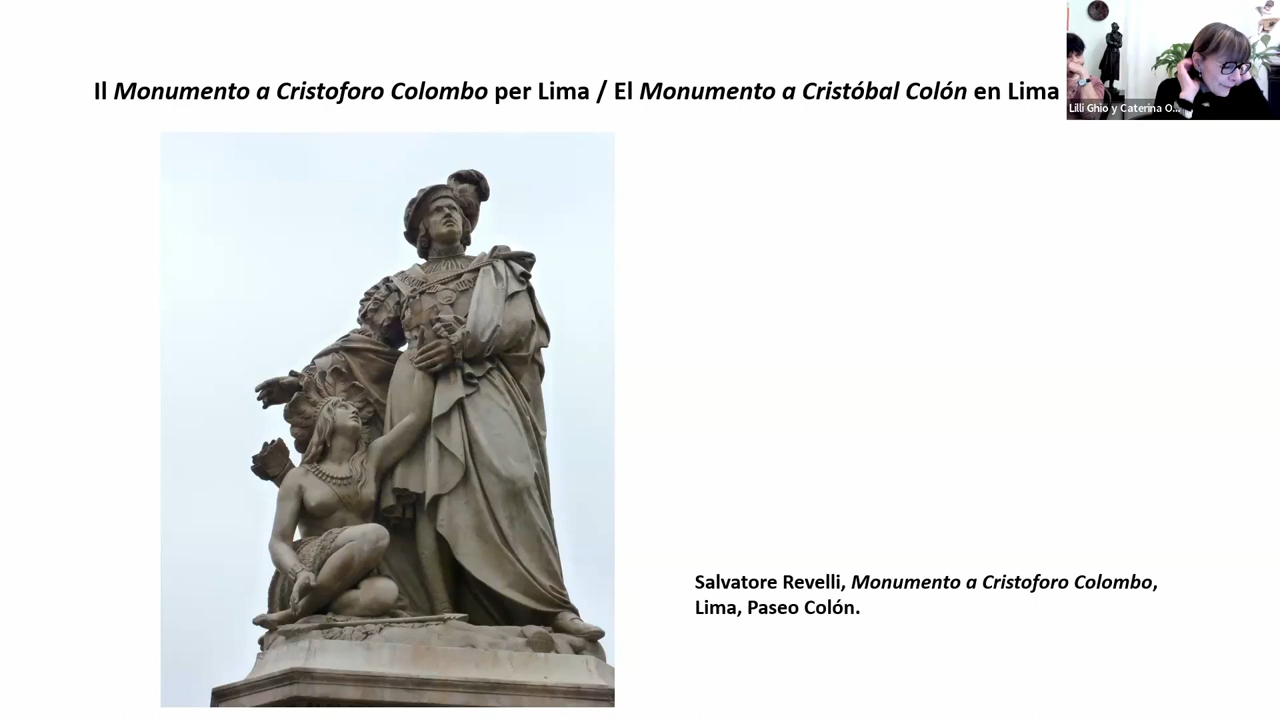 Il Monumento a Cristoforo Colombo per Lima / El Monumento a Cristóbal Colón en Lima
Lilli Ghio y Caterina O...
Salvatore Revelli, Monumento a Cristoforo Colombo,
Lima, Paseo Colón.